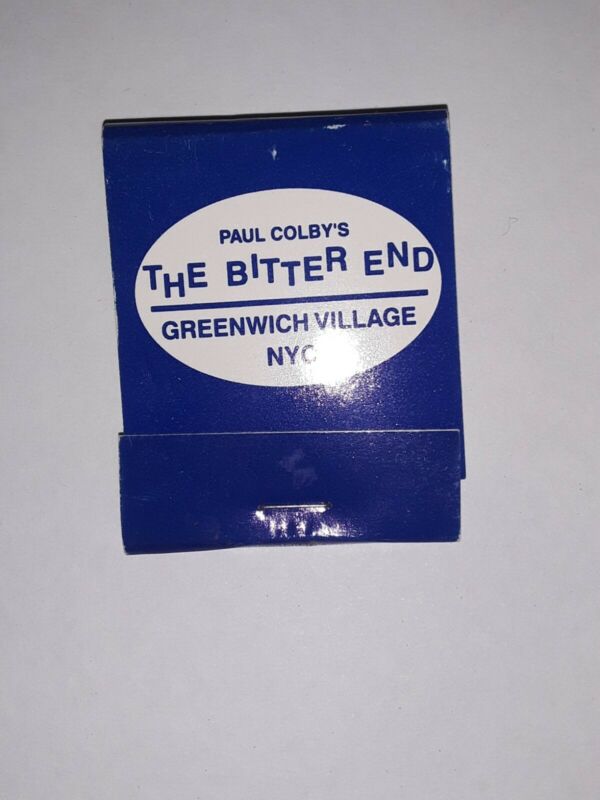 PAUL COLBY'S
THE BITTER END
GREENWICH VILLAGE
NYC